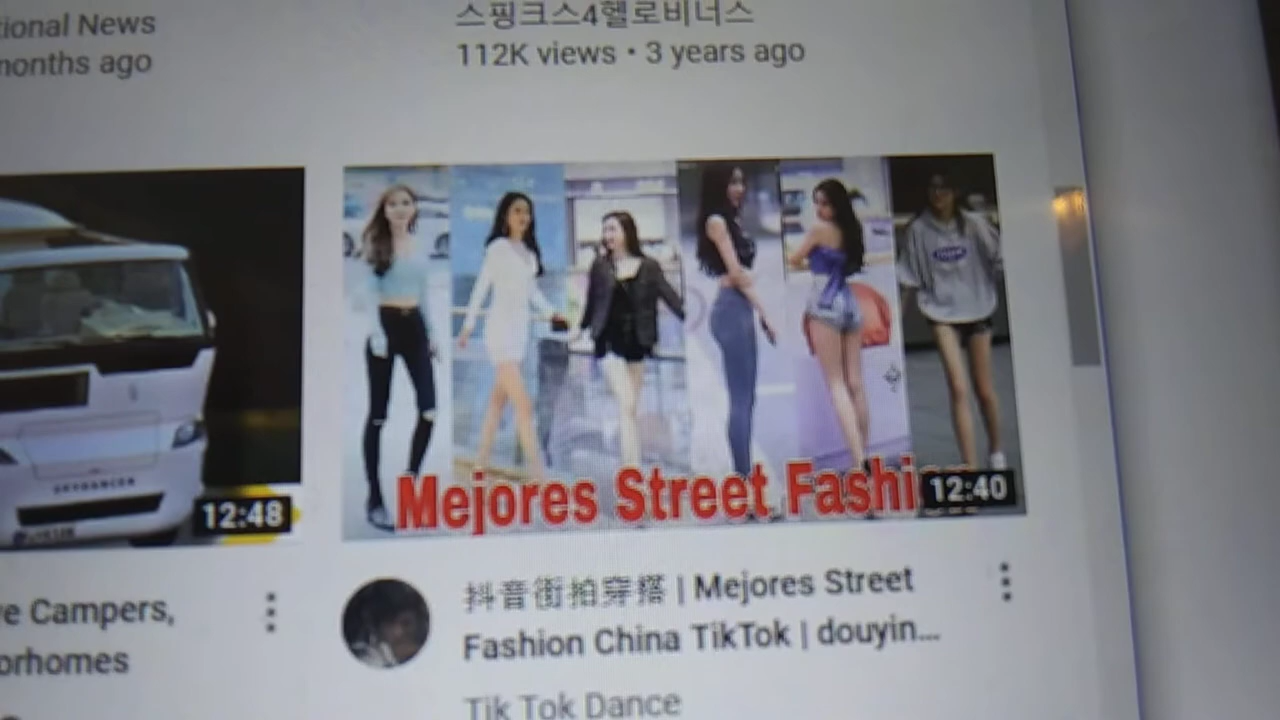 tional News
months ago
스핑크스4헬로비너스
112K views • 3 years ago
12:48
Mejores Street Fashi
12:40
ve Campers,
orhomes
抖音街拍穿搭 | Mejores Street
Fashion China TikTok | douyin...
Tik Tok Dance